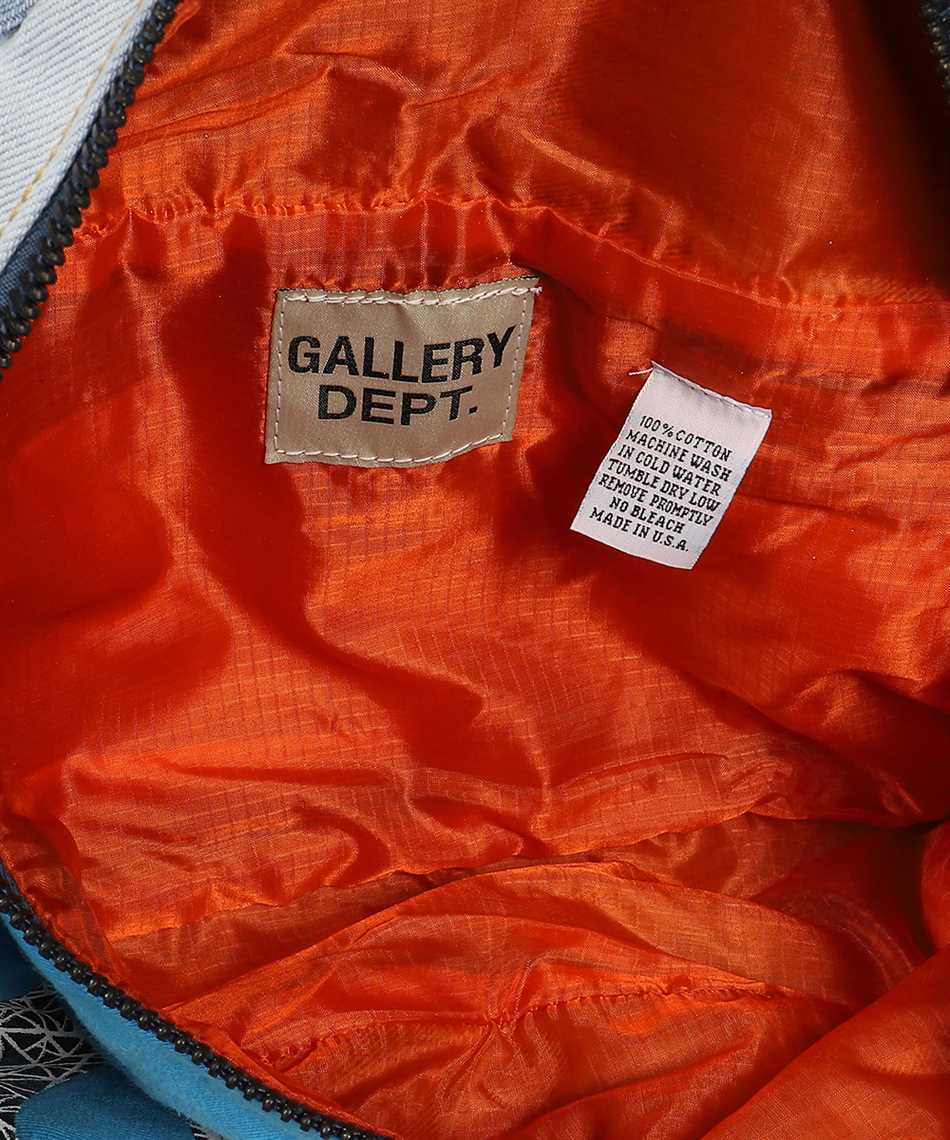 GALLERY
DEPT.
100% COTTON
MACHINE WASH
IN COLD WATER
TUMBLE DRY LOW
REMOVE PROMPTLY
NO BLEACH
MADE IN U.S.A.